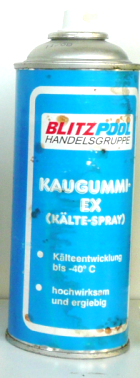 BLITZPOOL
HANDELSGRUPPE
KAUGUMMI-
EX
(KÄLTE-SPRAY)
• Kälteentwicklung
bis -40° C
• hochwirksam
und ergiebig